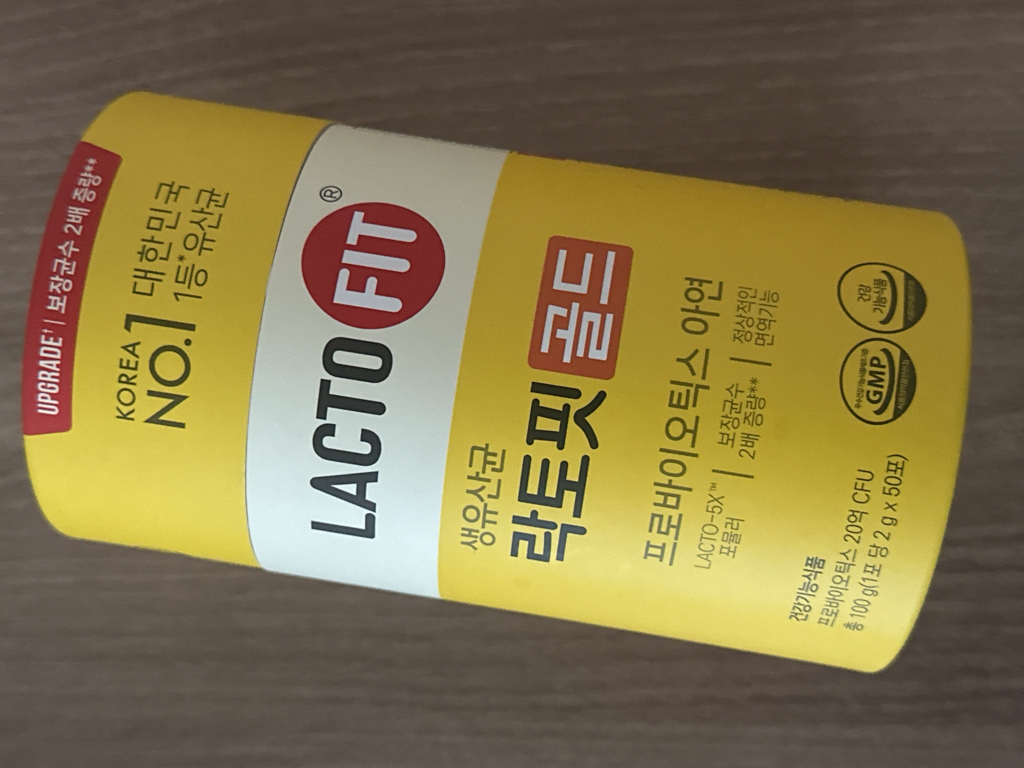 UPGRADE† | 보장균수 2배 증량**
KOREA 대한민국
NO.1 1등*유산균
LACTO FIT®
생유산균
락토핏 골드
프로바이오틱스 아연
LACTO-5X™ | 보장균수 | 정상적인
포뮬러 2배 증량** 면역기능
건강기능식품
프로바이오틱스 20억 CFU
총 100 g(1포 당 2 g x 50포)
GMP
건강
기능식품